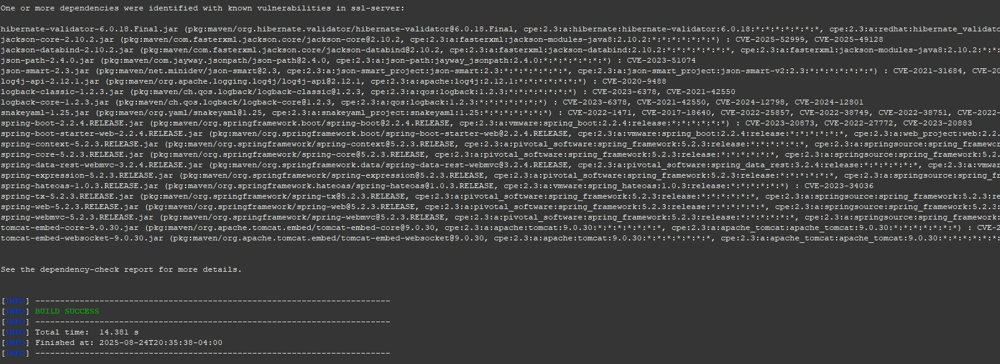 One or more dependencies were identified with known vulnerabilities in ssl-server:
hibernate-validator-6.0.18.Final.jar (pkg:maven/org.hibernate.validator/hibernate-validator@6.0.18.Final, cpe:2.3:a:hibernate:hibernate-validator:6.0.18:*:*:*:*:*:*:*, cpe:2.3:a:redhat:hibernate_validato
jackson-core-2.10.2.jar (pkg:maven/com.fasterxml.jackson.core/jackson-core@2.10.2, cpe:2.3:a:fasterxml:jackson-modules-java8:2.10.2:*:*:*:*:*:*:*) : CVE-2025-52999, CVE-2025-49128
jackson-databind-2.10.2.jar (pkg:maven/com.fasterxml.jackson.core/jackson-databind@2.10.2, cpe:2.3:a:fasterxml:jackson-databind:2.10.2:*:*:*:*:*:*:*, cpe:2.3:a:fasterxml:jackson-modules-java8:2.10.2:*:*
json-path-2.4.0.jar (pkg:maven/com.jayway.jsonpath/json-path@2.4.0, cpe:2.3:a:json-path:jayway_jsonpath:2.4.0:*:*:*:*:*:*:*) : CVE-2023-51074
json-smart-2.3.jar (pkg:maven/net.minidev/json-smart@2.3, cpe:2.3:a:json-smart_project:json-smart:2.3:*:*:*:*:*:*:*, cpe:2.3:a:json-smart_project:json-smart-v2:2.3:*:*:*:*:*:*:*) : CVE-2021-31684, CVE-20
log4j-api-2.12.1.jar (pkg:maven/org.apache.logging.log4j/log4j-api@2.12.1, cpe:2.3:a:apache:log4j:2.12.1:*:*:*:*:*:*:*) : CVE-2020-9488
logback-classic-1.2.3.jar (pkg:maven/ch.qos.logback/logback-classic@1.2.3, cpe:2.3:a:qos:logback:1.2.3:*:*:*:*:*:*:*) : CVE-2023-6378, CVE-2021-42550
logback-core-1.2.3.jar (pkg:maven/ch.qos.logback/logback-core@1.2.3, cpe:2.3:a:qos:logback:1.2.3:*:*:*:*:*:*:*) : CVE-2023-6378, CVE-2021-42550, CVE-2024-12798, CVE-2024-12801
snakeyaml-1.25.jar (pkg:maven/org.yaml/snakeyaml@1.25, cpe:2.3:a:snakeyaml_project:snakeyaml:1.25:*:*:*:*:*:*:*) : CVE-2022-1471, CVE-2017-18640, CVE-2022-25857, CVE-2022-38749, CVE-2022-38751, CVE-2022-
spring-boot-2.2.4.RELEASE.jar (pkg:maven/org.springframework.boot/spring-boot@2.2.4.RELEASE, cpe:2.3:a:vmware:spring_boot:2.2.4:release:*:*:*:*:*:*) : CVE-2023-20873, CVE-2022-27772, CVE-2023-20883
spring-boot-starter-web-2.2.4.RELEASE.jar (pkg:maven/org.springframework.boot/spring-boot-starter-web@2.2.4.RELEASE, cpe:2.3:a:vmware:spring_boot:2.2.4:release:*:*:*:*:*:*, cpe:2.3:a:web_project:web:2.2.
spring-context-5.2.3.RELEASE.jar (pkg:maven/org.springframework/spring-context@5.2.3.RELEASE, cpe:2.3:a:pivotal_software:spring_framework:5.2.3:release:*:*:*:*:*:*, cpe:2.3:a:springsource:spring_framewor
spring-core-5.2.3.RELEASE.jar (pkg:maven/org.springframework/spring-core@5.2.3.RELEASE, cpe:2.3:a:pivotal_software:spring_framework:5.2.3:release:*:*:*:*:*:*, cpe:2.3:a:springsource:spring_framework:5.2.
spring-data-rest-webmvc-3.2.4.RELEASE.jar (pkg:maven/org.springframework.data/spring-data-rest-webmvc@3.2.4.RELEASE, cpe:2.3:a:pivotal_software:spring_data_rest:3.2.4:release:*:*:*:*:*:*, cpe:2.3:a:vmwar
spring-expression-5.2.3.RELEASE.jar (pkg:maven/org.springframework/spring-expression@5.2.3.RELEASE, cpe:2.3:a:pivotal_software:spring_framework:5.2.3:release:*:*:*:*:*:*, cpe:2.3:a:springsource:spring_fr
spring-hateoas-1.0.3.RELEASE.jar (pkg:maven/org.springframework.hateoas/spring-hateoas@1.0.3.RELEASE, cpe:2.3:a:vmware:spring_hateoas:1.0.3:release:*:*:*:*:*:*) : CVE-2023-34036
spring-tx-5.2.3.RELEASE.jar (pkg:maven/org.springframework/spring-tx@5.2.3.RELEASE, cpe:2.3:a:pivotal_software:spring_framework:5.2.3:release:*:*:*:*:*:*, cpe:2.3:a:springsource:spring_framework:5.2.3:re
spring-web-5.2.3.RELEASE.jar (pkg:maven/org.springframework/spring-web@5.2.3.RELEASE, cpe:2.3:a:pivotal_software:spring_framework:5.2.3:release:*:*:*:*:*:*, cpe:2.3:a:springsource:spring_framework:5.2.3:
spring-webmvc-5.2.3.RELEASE.jar (pkg:maven/org.springframework/spring-webmvc@5.2.3.RELEASE, cpe:2.3:a:pivotal_software:spring_framework:5.2.3:release:*:*:*:*:*:*, cpe:2.3:a:springsource:spring_framework:
tomcat-embed-core-9.0.30.jar (pkg:maven/org.apache.tomcat.embed/tomcat-embed-core@9.0.30, cpe:2.3:a:apache:tomcat:9.0.30:*:*:*:*:*:*:*, cpe:2.3:a:apache_tomcat:apache_tomcat:9.0.30:*:*:*:*:*:*:*) : CVE-2
tomcat-embed-websocket-9.0.30.jar (pkg:maven/org.apache.tomcat.embed/tomcat-embed-websocket@9.0.30, cpe:2.3:a:apache:tomcat:9.0.30:*:*:*:*:*:*:*, cpe:2.3:a:apache_tomcat:apache_tomcat:9.0.30:*:*:*:*:*:*:
See the dependency-check report for more details.
[INFO] ------------------------------------------------------------------------
[INFO] BUILD SUCCESS
[INFO] ------------------------------------------------------------------------
[INFO] Total time:  14.381 s
[INFO] Finished at: 2025-08-24T20:35:38-04:00
[INFO] ------------------------------------------------------------------------